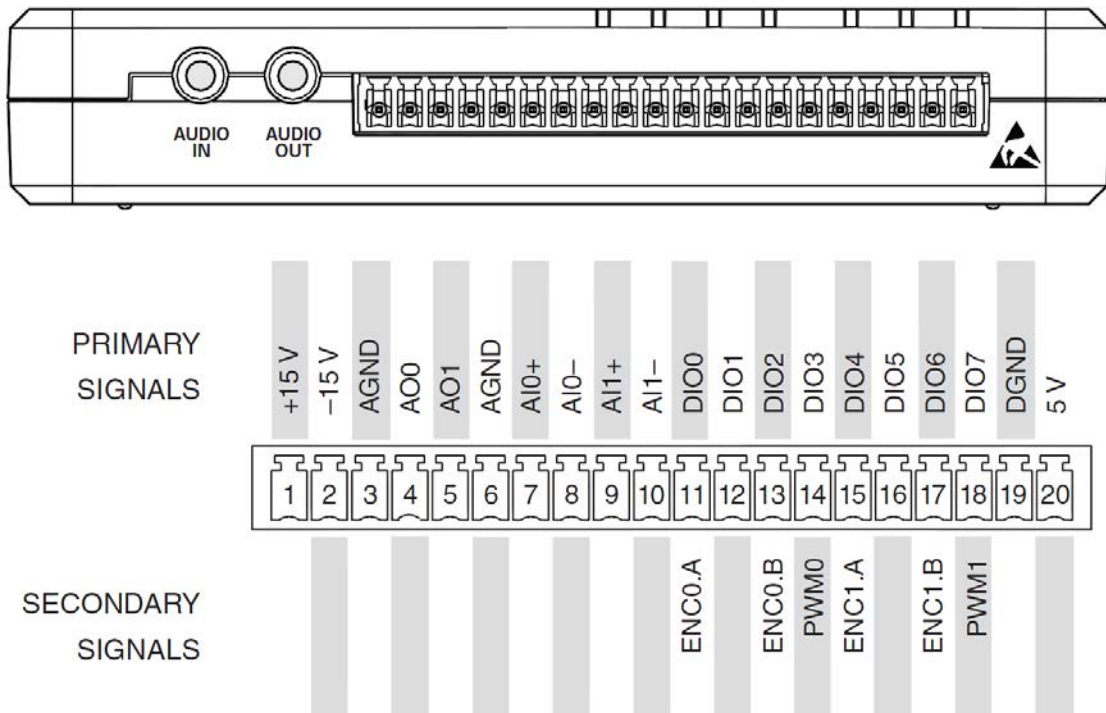 AUDIO
IN
AUDIO
OUT
PRIMARY
SIGNALS
+15 V
–15 V
AGND
AO0
AO1
AGND
AI0+
AI0–
AI1+
AI1–
DIO0
DIO1
DIO2
DIO3
DIO4
DIO5
DIO6
DIO7
DGND
5 V
1 2 3 4 5 6 7 8 9 10 11 12 13 14 15 16 17 18 19 20
SECONDARY
SIGNALS
ENC0.A
ENC0.B
PWM0
ENC1.A
ENC1.B
PWM1